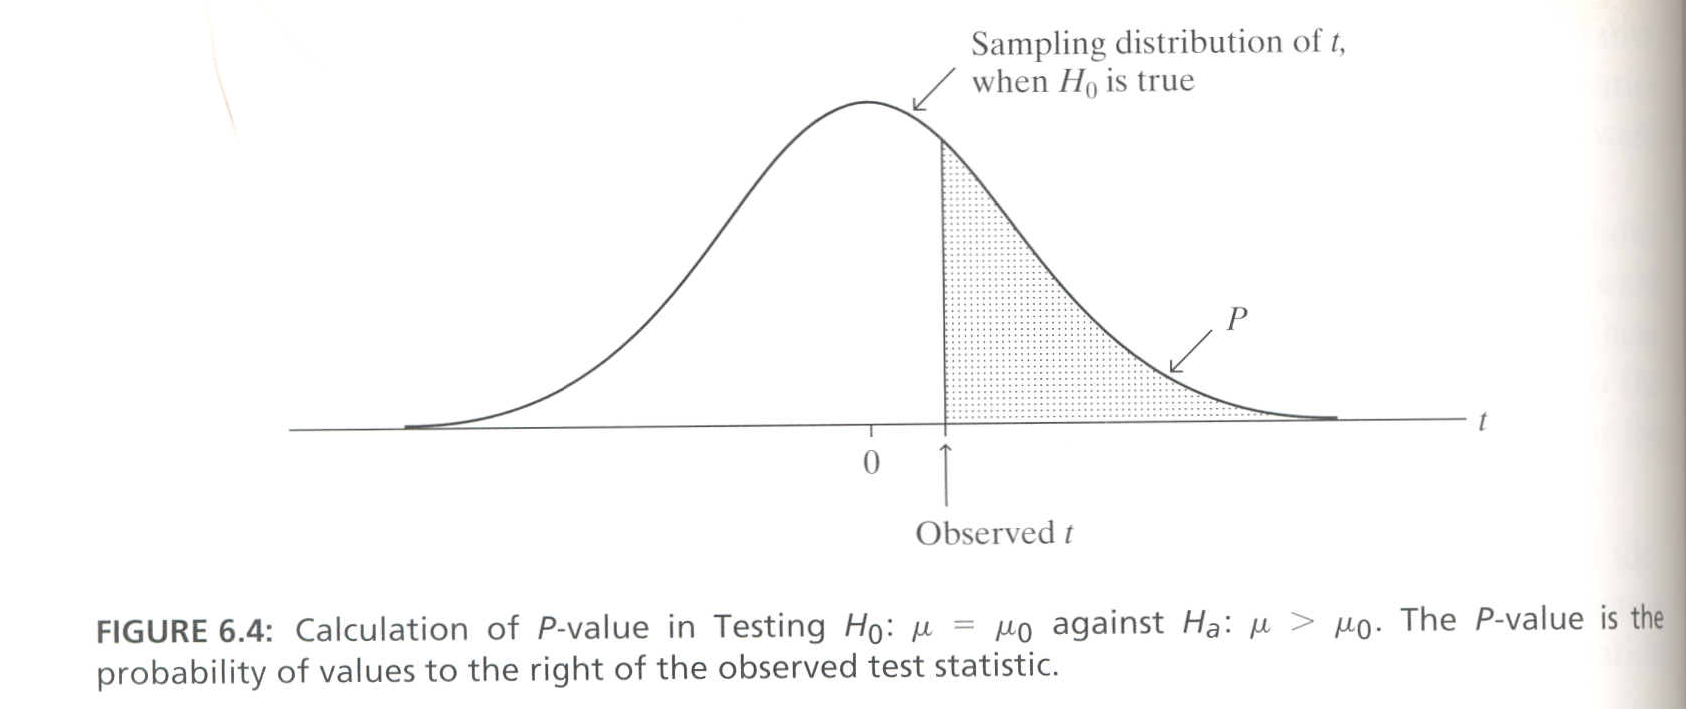 Sampling distribution of t,
when H₀ is true
P
t
0
Observed t
FIGURE 6.4: Calculation of P-value in Testing H₀: μ = μ₀ against Hₐ: μ > μ₀. The P-value is the
probability of values to the right of the observed test statistic.